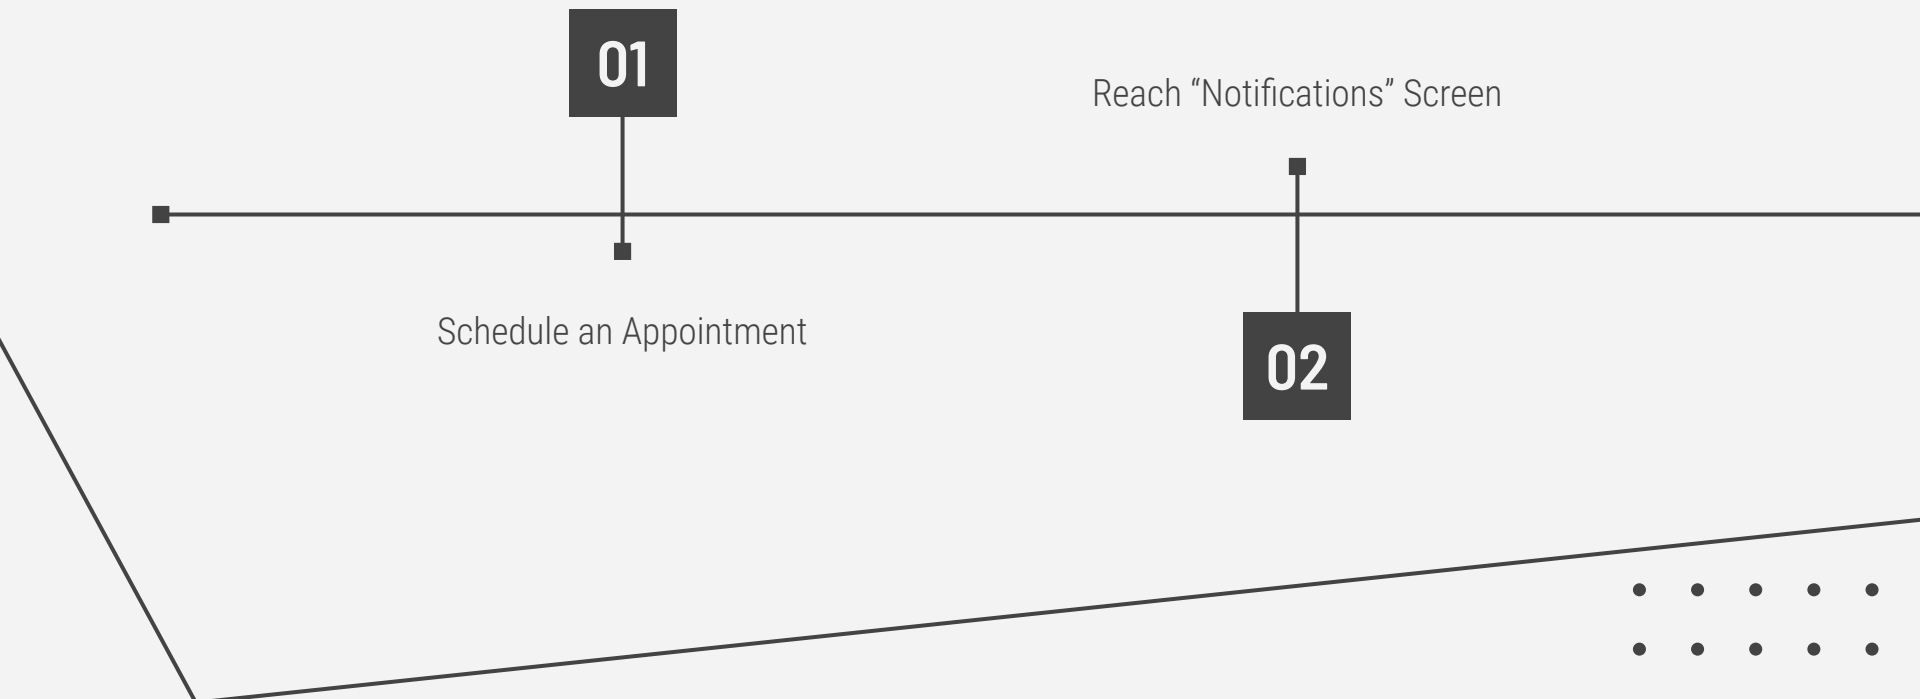 01
Schedule an Appointment
Reach “Notifications” Screen
02